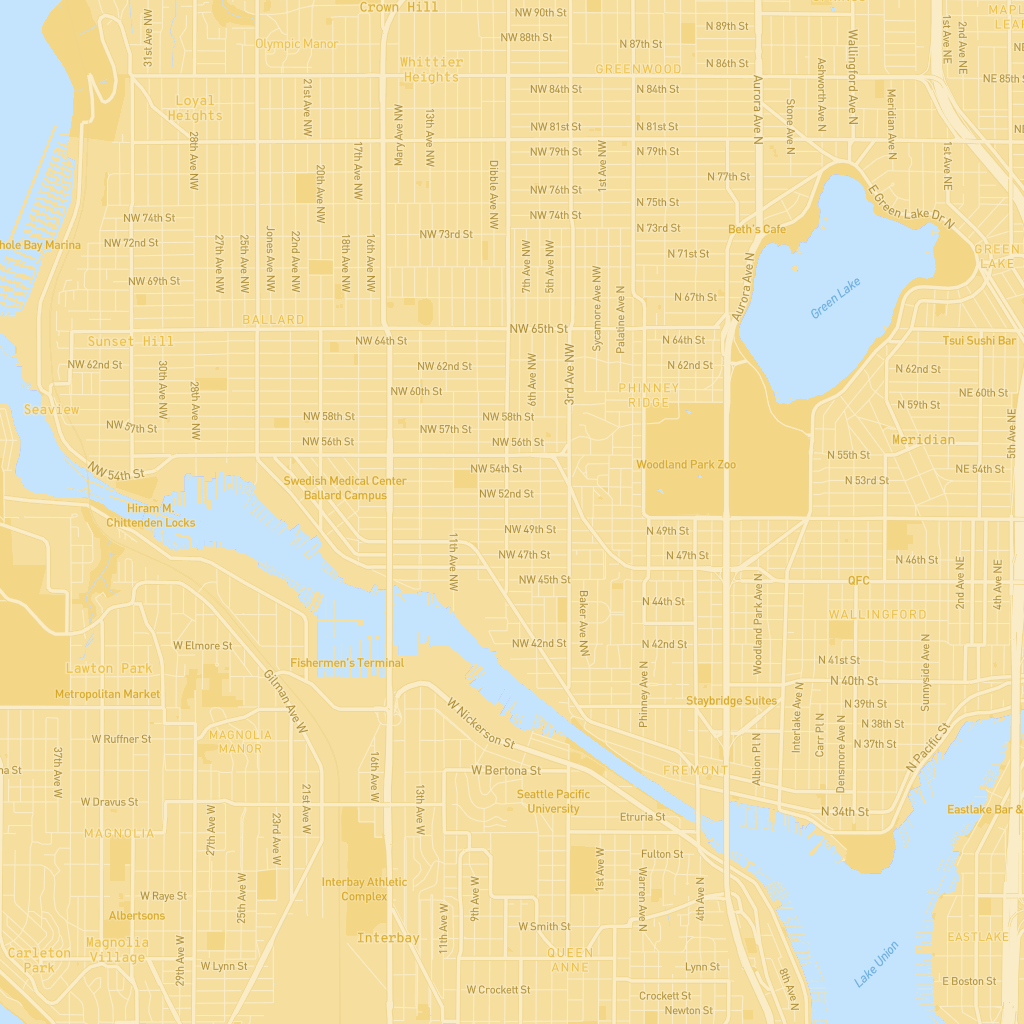 Crown Hill
NW 90th St
31st Ave NW
N 89th St
1st Ave NW
2nd Ave NE
MAPL
LEAF
Olympic Manor
NW 88th St
N 87th St
Wallingford Ave N
NE
Whittier
Heights
GREENWOOD
N 86th St
NE 85th St
Loyal
Heights
21st Ave NW
NW 84th St
N 84th St
Aurora Ave N
Ashworth Ave N
Meridian Ave N
Stone Ave N
Mary Ave NW
13th Ave NW
NW 81st St
N 81st St
28th Ave NW
17th Ave NW
NW 79th St
N 79th St
1st Ave NW
1st Ave NE
20th Ave NW
Dibble Ave NW
NW 76th St
N 77th St
NW 74th St
NW 74th St
N 75th St
E Green Lake Dr N
NW 72nd St
NW 73rd St
N 73rd St
Beth's Cafe
hole Bay Marina
27th Ave NW
25th Ave NW
Jones Ave NW
22nd Ave NW
18th Ave NW
16th Ave NW
7th Ave NW
5th Ave NW
N 71st St
GREEN
LAKE
NW 69th St
Sycamore Ave NW
Palatine Ave N
N 67th St
Aurora Ave N
Green Lake
BALLARD
NW 65th St
Sunset Hill
NW 64th St
N 64th St
Tsui Sushi Bar
NW 62nd St
30th Ave NW
28th Ave NW
NW 62nd St
6th Ave NW
3rd Ave NW
N 62nd St
N 62nd St
NW 60th St
PHINNEY
RIDGE
NE 60th St
Seaview
NW 58th St
NW 58th St
N 59th St
5th Ave NE
NW 57th St
NW 57th St
NW 56th St
NW 56th St
Meridian
NW 54th St
NW 54th St
Woodland Park Zoo
N 55th St
NE 54th St
Swedish Medical Center
Ballard Campus
NW 52nd St
N 53rd St
Hiram M.
Chittenden Locks
NW 49th St
N 49th St
11th Ave NW
NW 47th St
N 47th St
N 46th St
NW 45th St
QFC
2nd Ave NE
4th Ave NE
Baker Ave NW
N 44th St
Woodland Park Ave N
WALLINGFORD
W Elmore St
NW 42nd St
N 42nd St
Sunnyside Ave N
Lawton Park
Fishermen's Terminal
N 41st St
Metropolitan Market
Gilman Ave W
Phinney Ave N
N 40th St
Staybridge Suites
Interlake Ave N
N 39th St
W Nickerson St
Carr Pl N
Densmore Ave N
N 38th St
N Pacific St
W Ruffner St
MAGNOLIA
MANOR
Albion Pl N
N 37th St
37th Ave W
16th Ave W
W Bertona St
FREMONT
na St
W Dravus St
21st Ave W
13th Ave W
Seattle Pacific
University
N 34th St
Eastlake Bar &
MAGNOLIA
27th Ave W
23rd Ave W
Etruria St
Fulton St
Interbay Athletic
Complex
9th Ave W
1st Ave W
Warren Ave N
4th Ave N
W Raye St
25th Ave W
Albertsons
11th Ave W
W Smith St
Interbay
EASTLAKE
Magnolia
Village
Carleton
Park
29th Ave W
W Lynn St
QUEEN
ANNE
Lynn St
8th Ave N
Lake Union
E Boston St
W Crockett St
Crockett St
Newton St